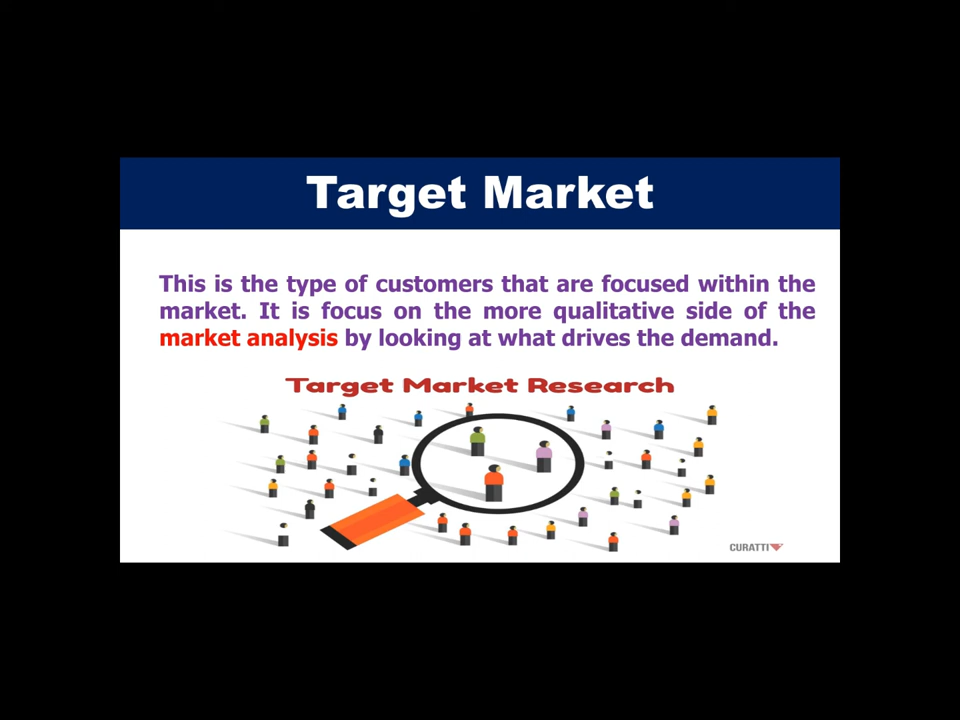 Target Market
This is the type of customers that are focused within the
market. It is focus on the more qualitative side of the
market analysis by looking at what drives the demand.
Target Market Research
CURATTI